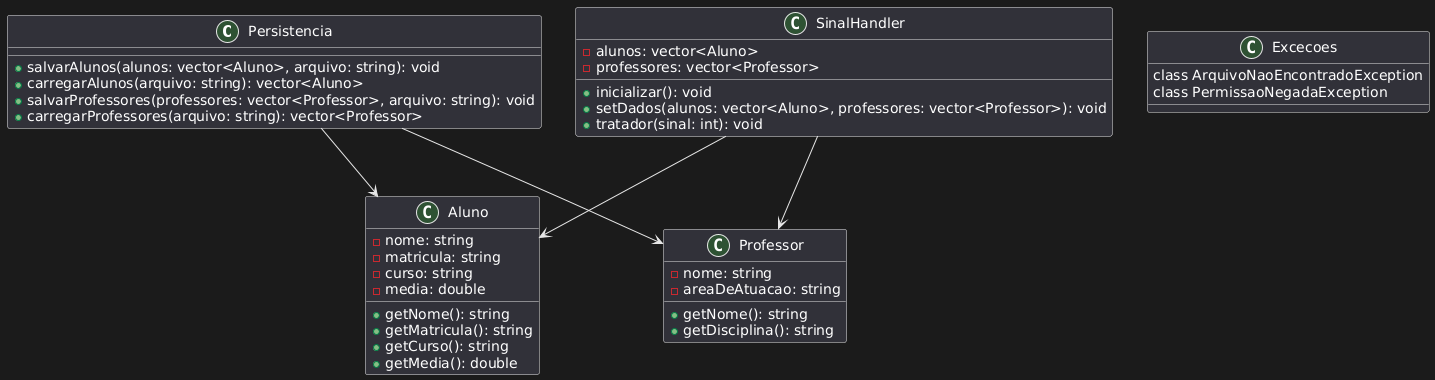 C Persistencia
salvarAlunos(alunos: vector<Aluno>, arquivo: string): void
carregarAlunos(arquivo: string): vector<Aluno>
salvarProfessores(professores: vector<Professor>, arquivo: string): void
carregarProfessores(arquivo: string): vector<Professor>
C SinalHandler
alunos: vector<Aluno>
professores: vector<Professor>
inicializar(): void
setDados(alunos: vector<Aluno>, professores: vector<Professor>): void
tratador(sinal: int): void
C Excecoes
class ArquivoNaoEncontradoException
class PermissaoNegadaException
C Aluno
nome: string
matricula: string
curso: string
media: double
getNome(): string
getMatricula(): string
getCurso(): string
getMedia(): double
C Professor
nome: string
areaDeAtuacao: string
getNome(): string
getDisciplina(): string